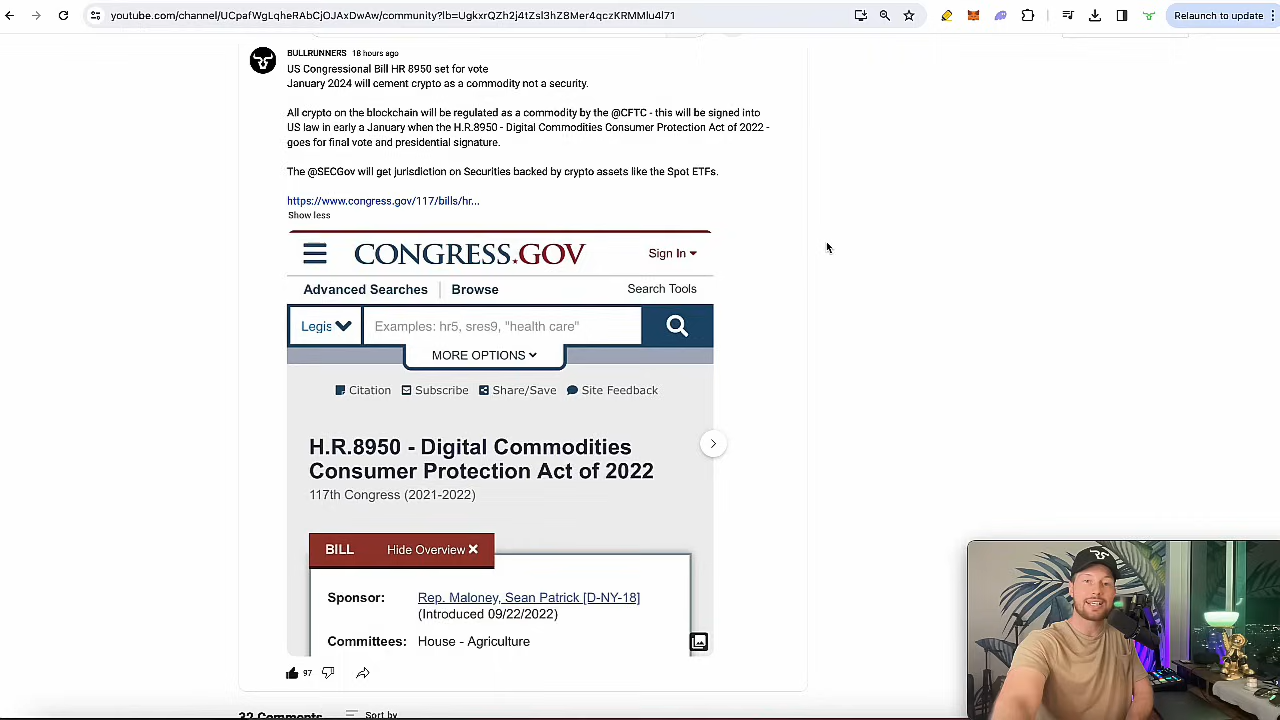 youtube.com/channel/UCpafWgLheRAbCjOJAxDwAw/community?lb=UgkxrQZh2j4tZsl3hZ8Mer4qczKRMMlu4l71
Relaunch to update
BULLRUNNERS 18 hours ago
US Congressional Bill HR 8950 set for vote
January 2024 will cement crypto as a commodity not a security.
All crypto on the blockchain will be regulated as a commodity by the @CFTC - this will be signed into
US law in early a January when the H.R.8950 - Digital Commodities Consumer Protection Act of 2022 -
goes for final vote and presidential signature.
The @SECGov will get jurisdiction on Securities backed by crypto assets like the Spot ETFs.
https://www.congress.gov/117/bills/hr...
Show less
CONGRESS.GOV
Sign In
Advanced Searches
Browse
Search Tools
Legis
Examples: hr5, sres9, "health care"
MORE OPTIONS
Citation
Subscribe
Share/Save
Site Feedback
H.R.8950 - Digital Commodities
Consumer Protection Act of 2022
117th Congress (2021-2022)
BILL
Hide Overview
Sponsor: Rep. Maloney, Sean Patrick [D-NY-18]
(Introduced 09/22/2022)
Committees: House - Agriculture
97
32 Comments
Sort by